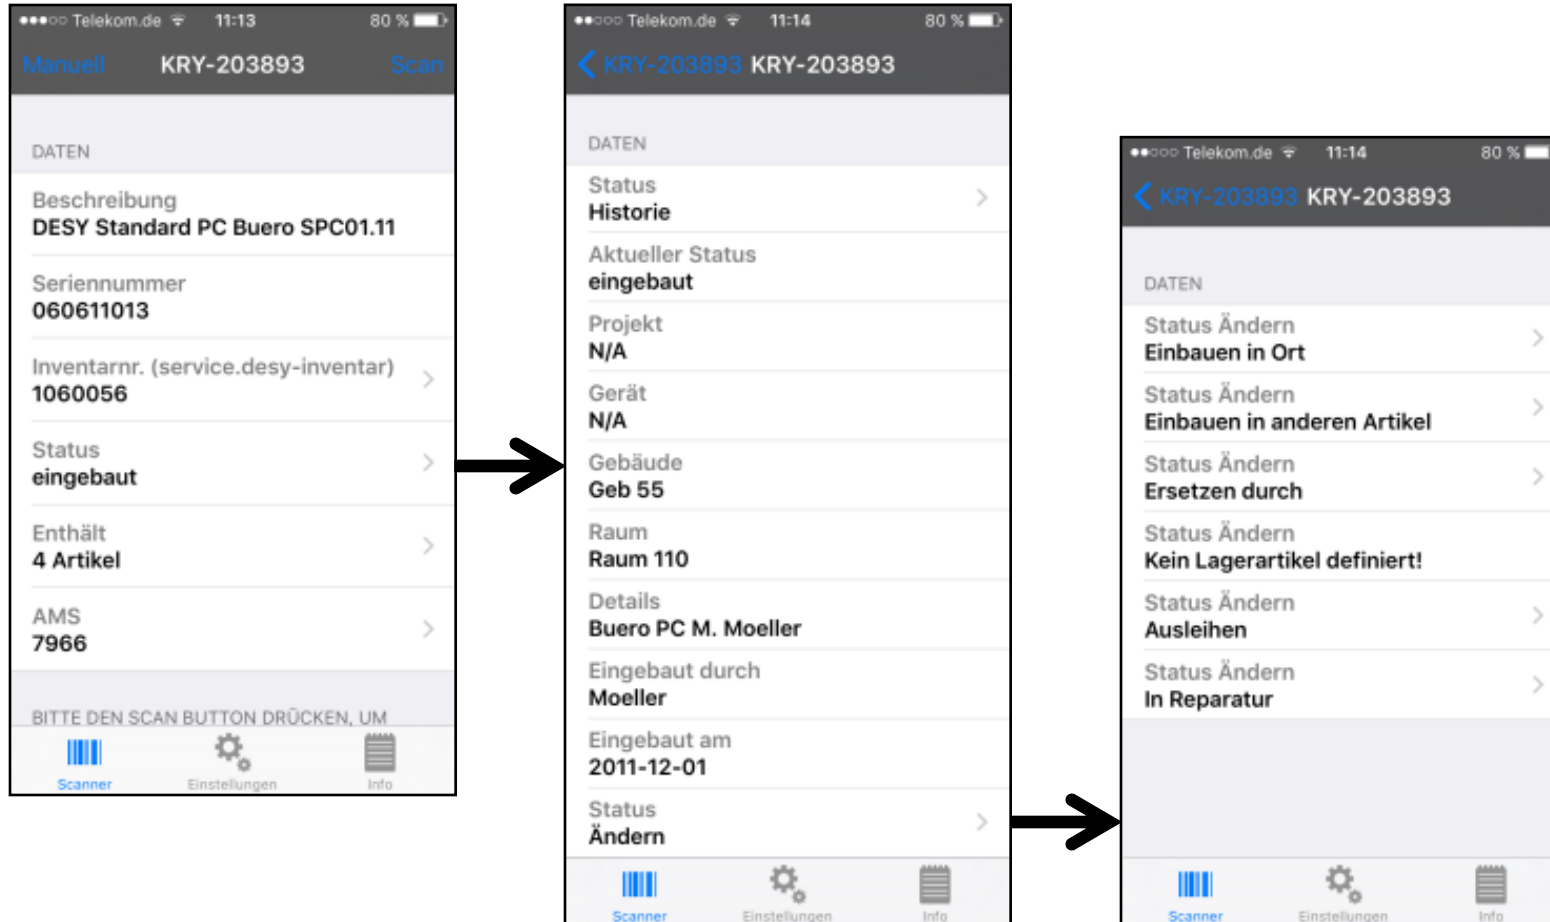 Telekom.de 11:13 80 %
Manuell KRY-203893 Scan
DATEN
Beschreibung
DESY Standard PC Buero SPC01.11
Seriennummer
060611013
Inventarnr. (service.desy-inventar)
1060056
Status
eingebaut
Enthält
4 Artikel
AMS
7966
BITTE DEN SCAN BUTTON DRÜCKEN, UM
Scanner Einstellungen Info
Telekom.de 11:14 80 %
KRY-203893 KRY-203893
DATEN
Status
Historie
Aktueller Status
eingebaut
Projekt
N/A
Gerät
N/A
Gebäude
Geb 55
Raum
Raum 110
Details
Buero PC M. Moeller
Eingebaut durch
Moeller
Eingebaut am
2011-12-01
Status
Ändern
Scanner Einstellungen Info
Telekom.de 11:14 80 %
KRY-203893 KRY-203893
DATEN
Status Ändern
Einbauen in Ort
Status Ändern
Einbauen in anderen Artikel
Status Ändern
Ersetzen durch
Status Ändern
Kein Lagerartikel definiert!
Status Ändern
Ausleihen
Status Ändern
In Reparatur
Scanner Einstellungen Info